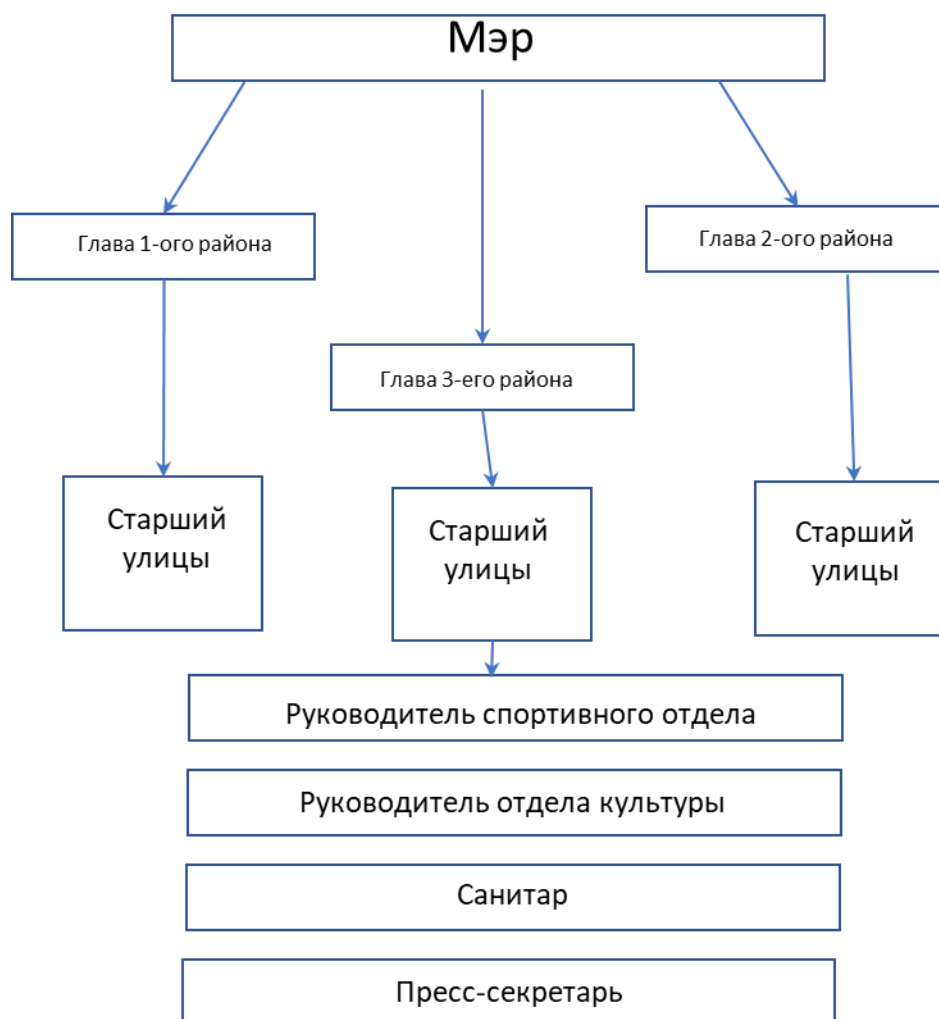 Мэр
Глава 1-ого района
Глава 2-ого района
Глава 3-его района
Старший
улицы
Старший
улицы
Старший
улицы
Руководитель спортивного отдела
Руководитель отдела культуры
Санитар
Пресс-секретарь